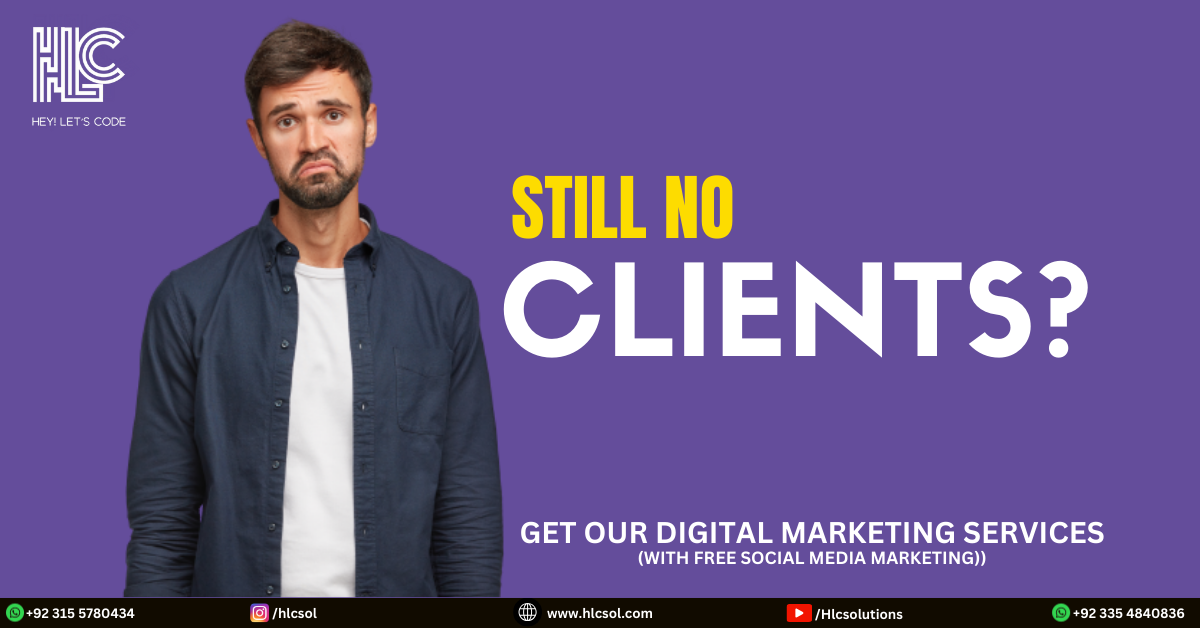 HLC
HEY! LET'S CODE
STILL NO
CLIENTS?
GET OUR DIGITAL MARKETING SERVICES
(WITH FREE SOCIAL MEDIA MARKETING))
+92 315 5780434
/hlcsol
www.hlcsol.com
/Hlcsolutions
+92 335 4840836